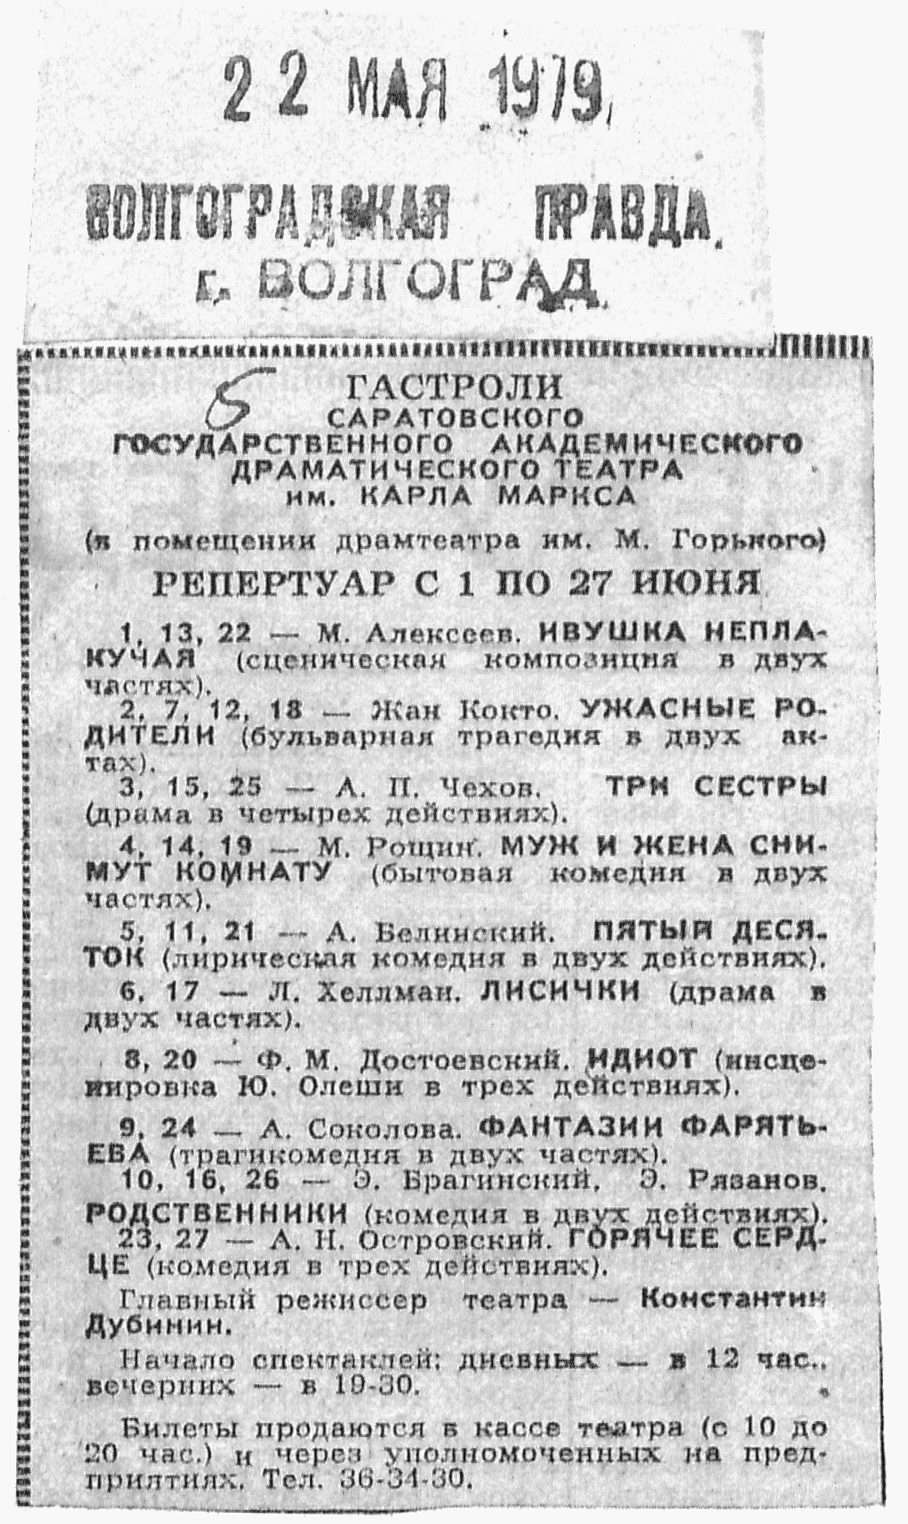 22 МАЯ 1979
ВОЛГОГРАДСКАЯ ПРАВДА
г. ВОЛГОГРАД
5
ГАСТРОЛИ
САРАТОВСКОГО
ГОСУДАРСТВЕННОГО АКАДЕМИЧЕСКОГО
ДРАМАТИЧЕСКОГО ТЕАТРА
им. КАРЛА МАРКСА
(в помещении драмтеатра им. М. Горького)
РЕПЕРТУАР С 1 ПО 27 ИЮНЯ
1, 13, 22 — М. Алексеев. ИВУШКА НЕПЛА-
КУЧАЯ (сценическая композиция в двух
частях).
2, 7, 12, 18 — Жан Кокто. УЖАСНЫЕ РО-
ДИТЕЛИ (бульварная трагедия в двух ак-
тах).
3, 15, 25 — А. П. Чехов. ТРИ СЕСТРЫ
(драма в четырех действиях).
4, 14, 19 — М. Рощин. МУЖ И ЖЕНА СНИ-
МУТ КОМНАТУ (бытовая комедия в двух
частях).
5, 11, 21 — А. Белинский. ПЯТЫЙ ДЕСЯ-
ТОК (лирическая комедия в двух действиях).
6, 17 — Л. Хеллман. ЛИСИЧКИ (драма в
двух частях).
8, 20 — Ф. М. Достоевский. ИДИОТ (инсце-
нировка Ю. Олеши в трех действиях).
9, 24 — А. Соколова. ФАНТАЗИИ ФАРЯТЬ-
ЕВА (трагикомедия в двух частях).
10, 16, 26 — Э. Брагинский, Э. Рязанов.
РОДСТВЕННИКИ (комедия в двух действиях).
23, 27 — А. Н. Островский. ГОРЯЧЕЕ СЕРД-
ЦЕ (комедия в трех действиях).
Главный режиссер театра — Константин
Дубинин.
Начало спектаклей: дневных — в 12 час.,
вечерних — в 19-30.
Билеты продаются в кассе театра (с 10 до
20 час.) и через уполномоченных на пред-
приятиях. Тел. 36-34-30.